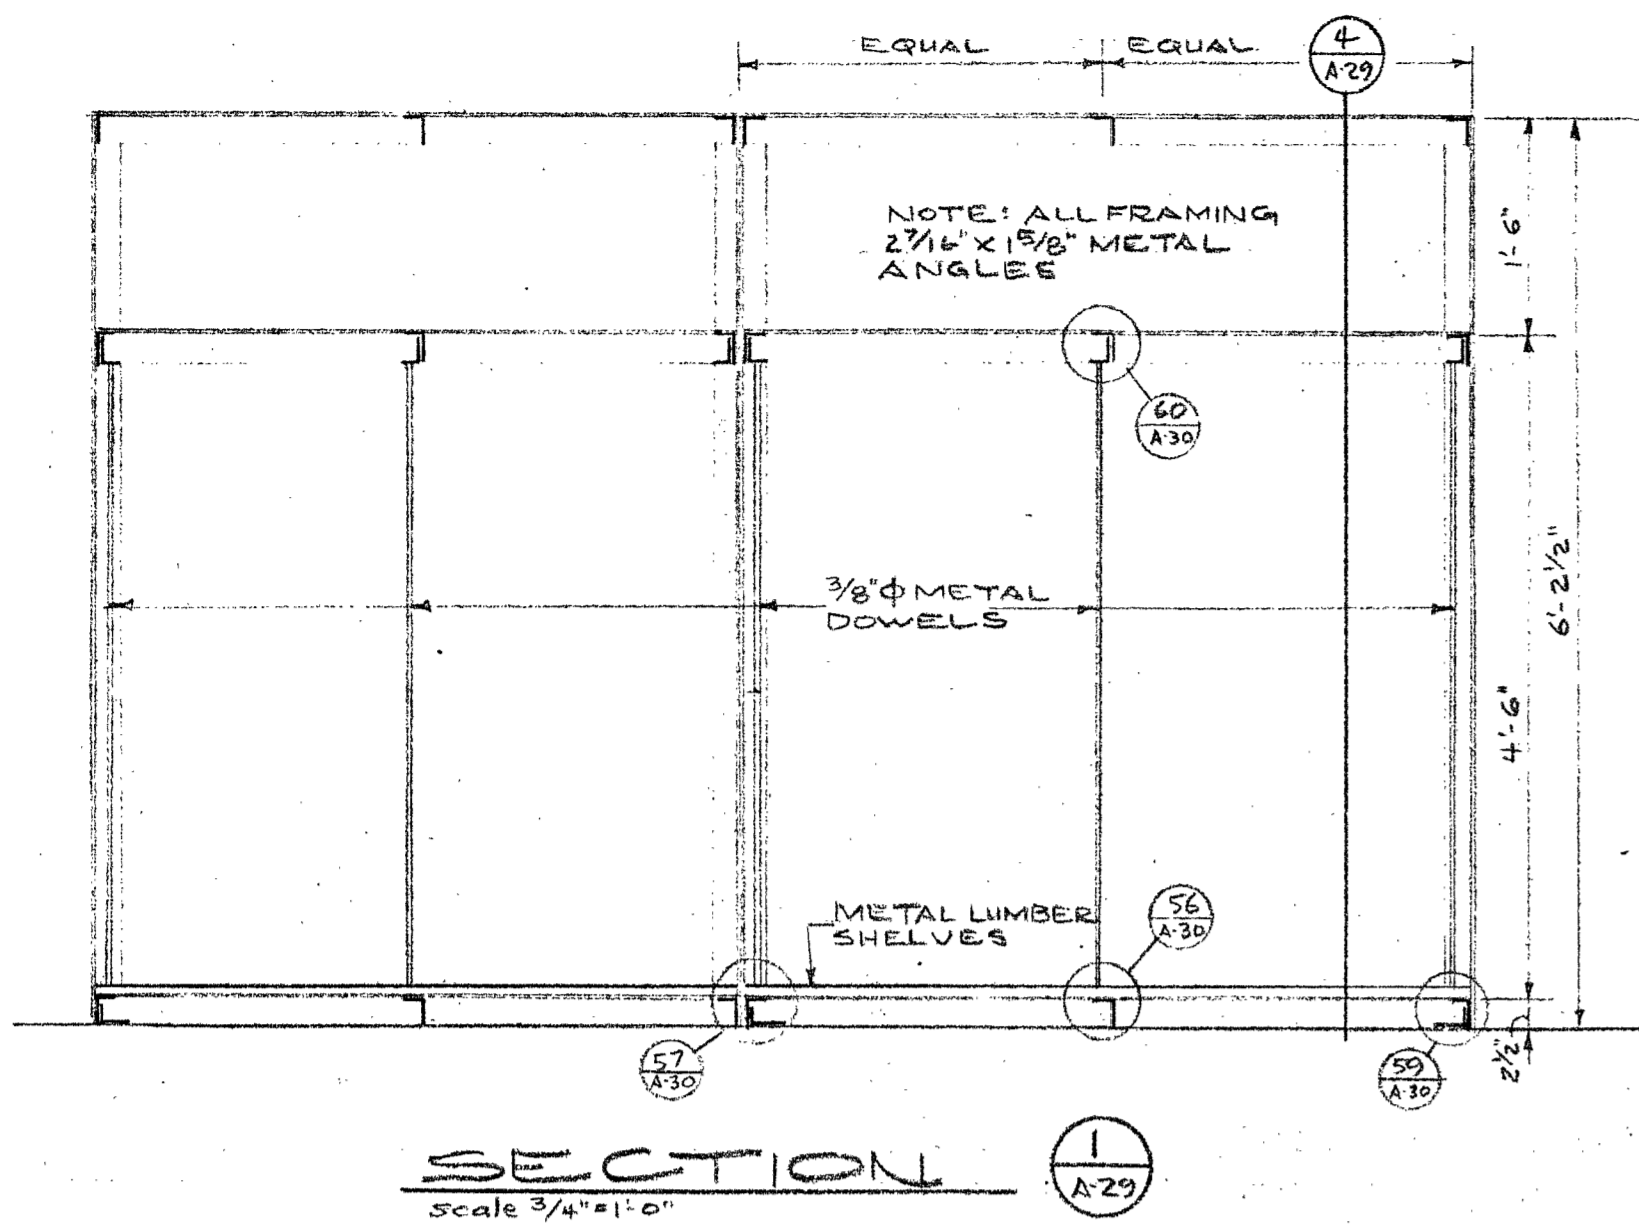 EQUAL
EQUAL
4
A-29
NOTE: ALL FRAMING
2 7/16" X 1 5/8" METAL
ANGLES
1'-6"
60
A-30
3/8"ϕ METAL
DOWELS
6'-2 1/2"
4'-6"
METAL LUMBER
SHELVES
56
A-30
57
A-30
59
A-30
2 1/2"
SECTION
scale 3/4"=1'-0"
1
A-29